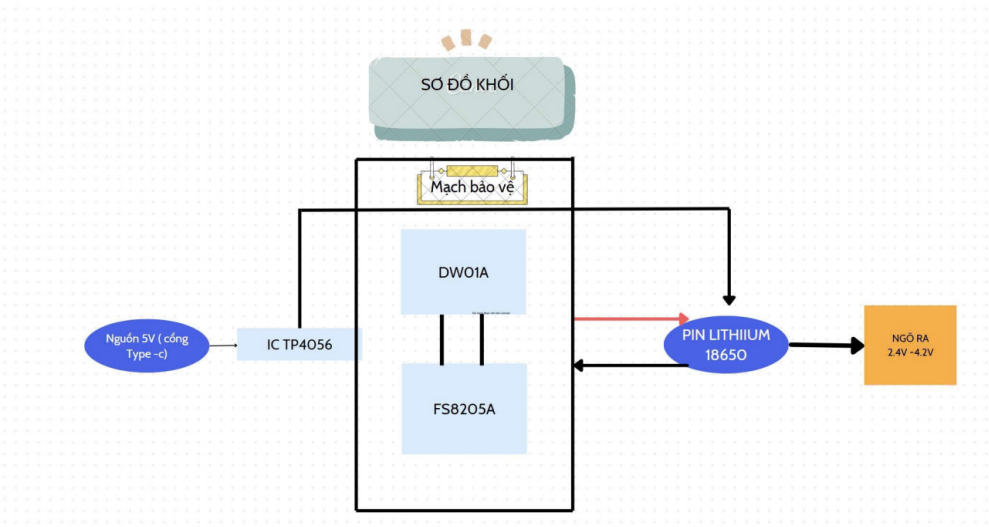 SƠ ĐỒ KHỐI
Mạch bảo vệ
DW01A
Nguồn 5V ( cổng
Type -c)
IC TP4056
FS8205A
PIN LITHIIUM
18650
NGÕ RA
2.4V -4.2V